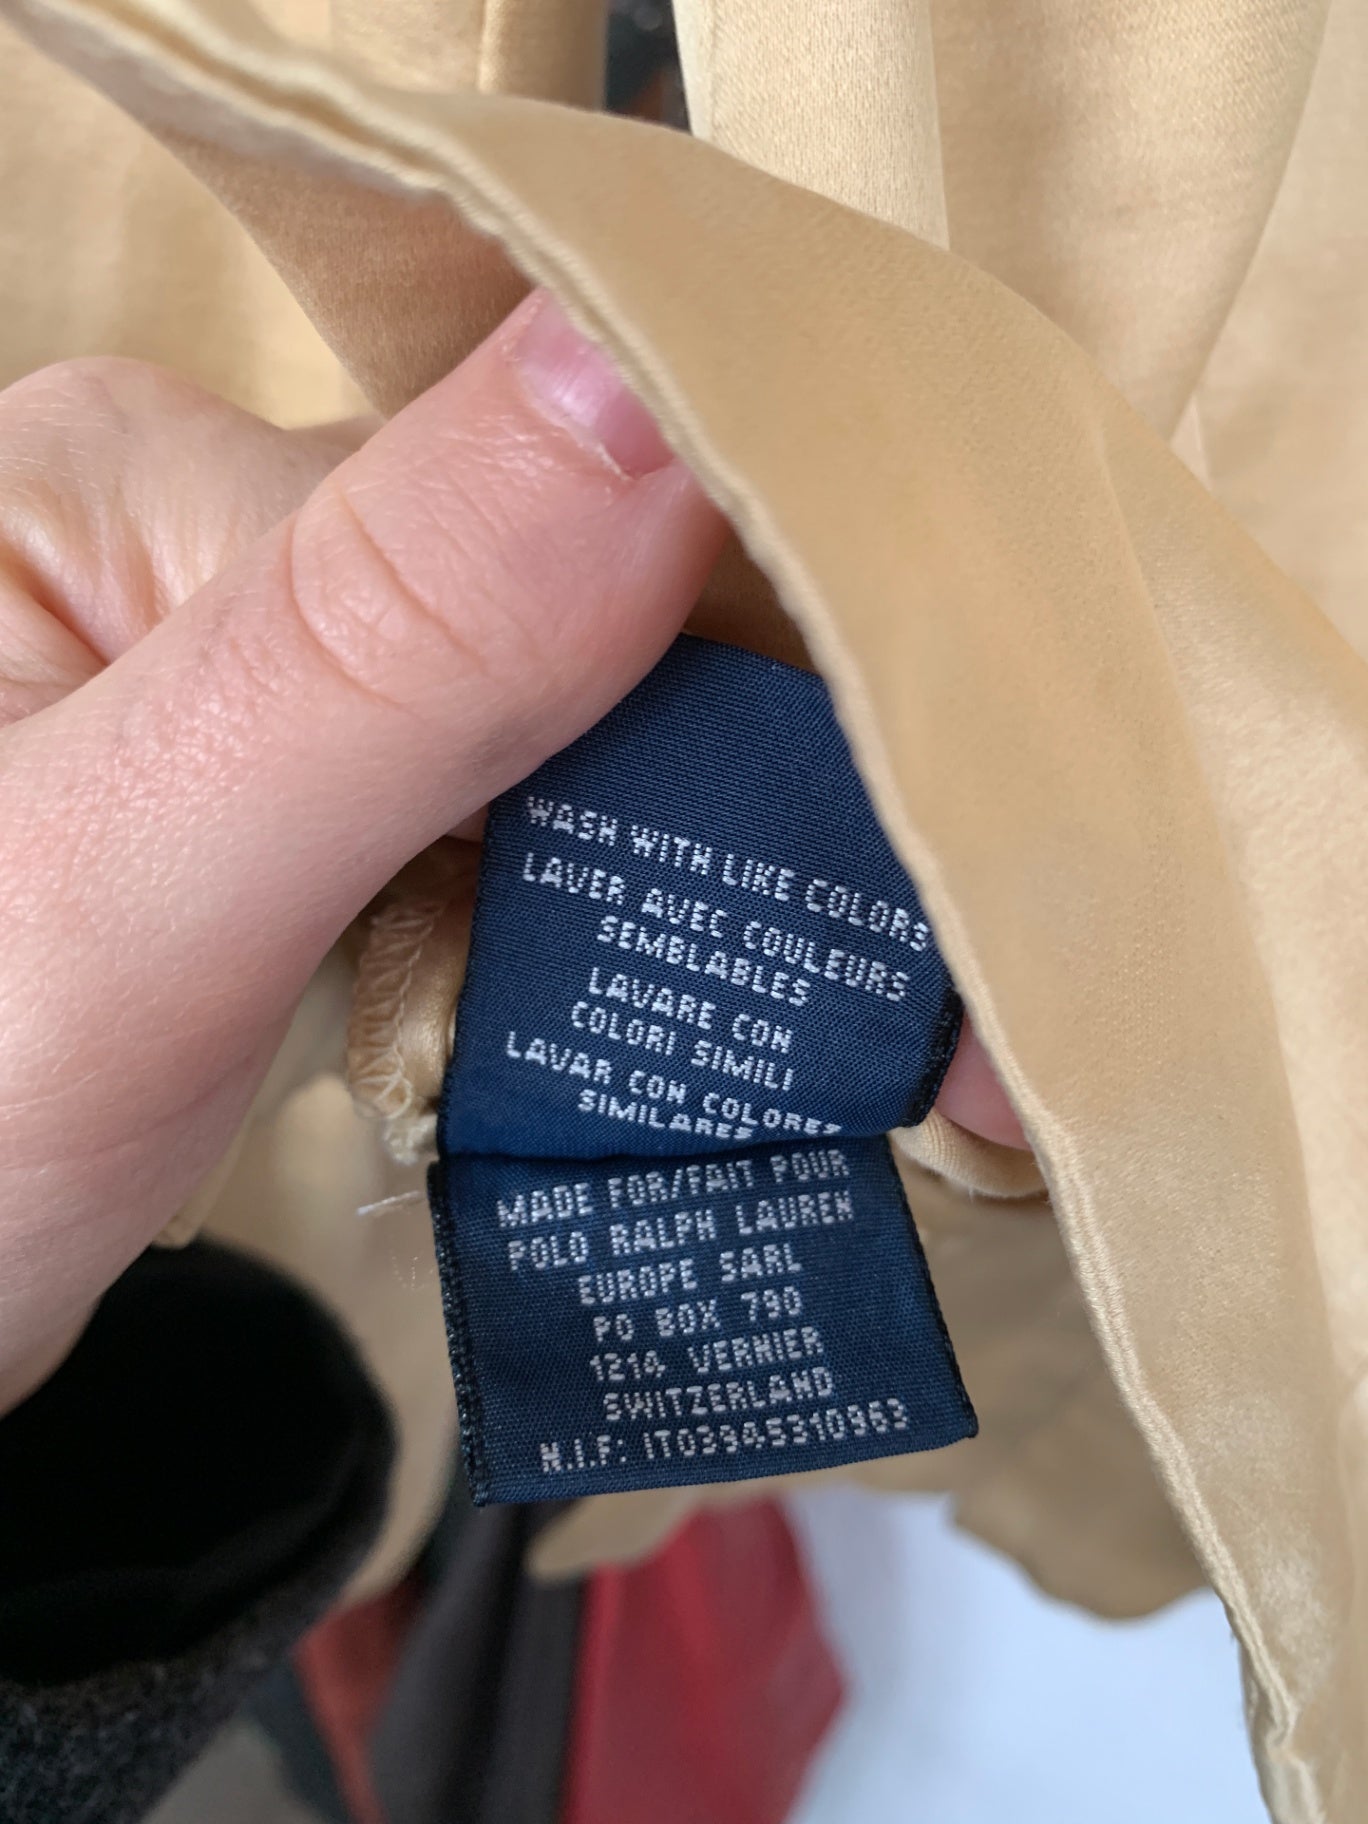 WASH WITH LIKE COLORS
LAVER AVEC COULEURS
SEMBLABLES
LAVARE CON
COLORI SIMILI
LAVAR CON COLORES
SIMILARES
MADE FOR/FAIT POUR
POLO RALPH LAUREN
EUROPE SARL
PO BOX 790
1214 VERNIER
SWITZERLAND
N.I.F: IT03945310963